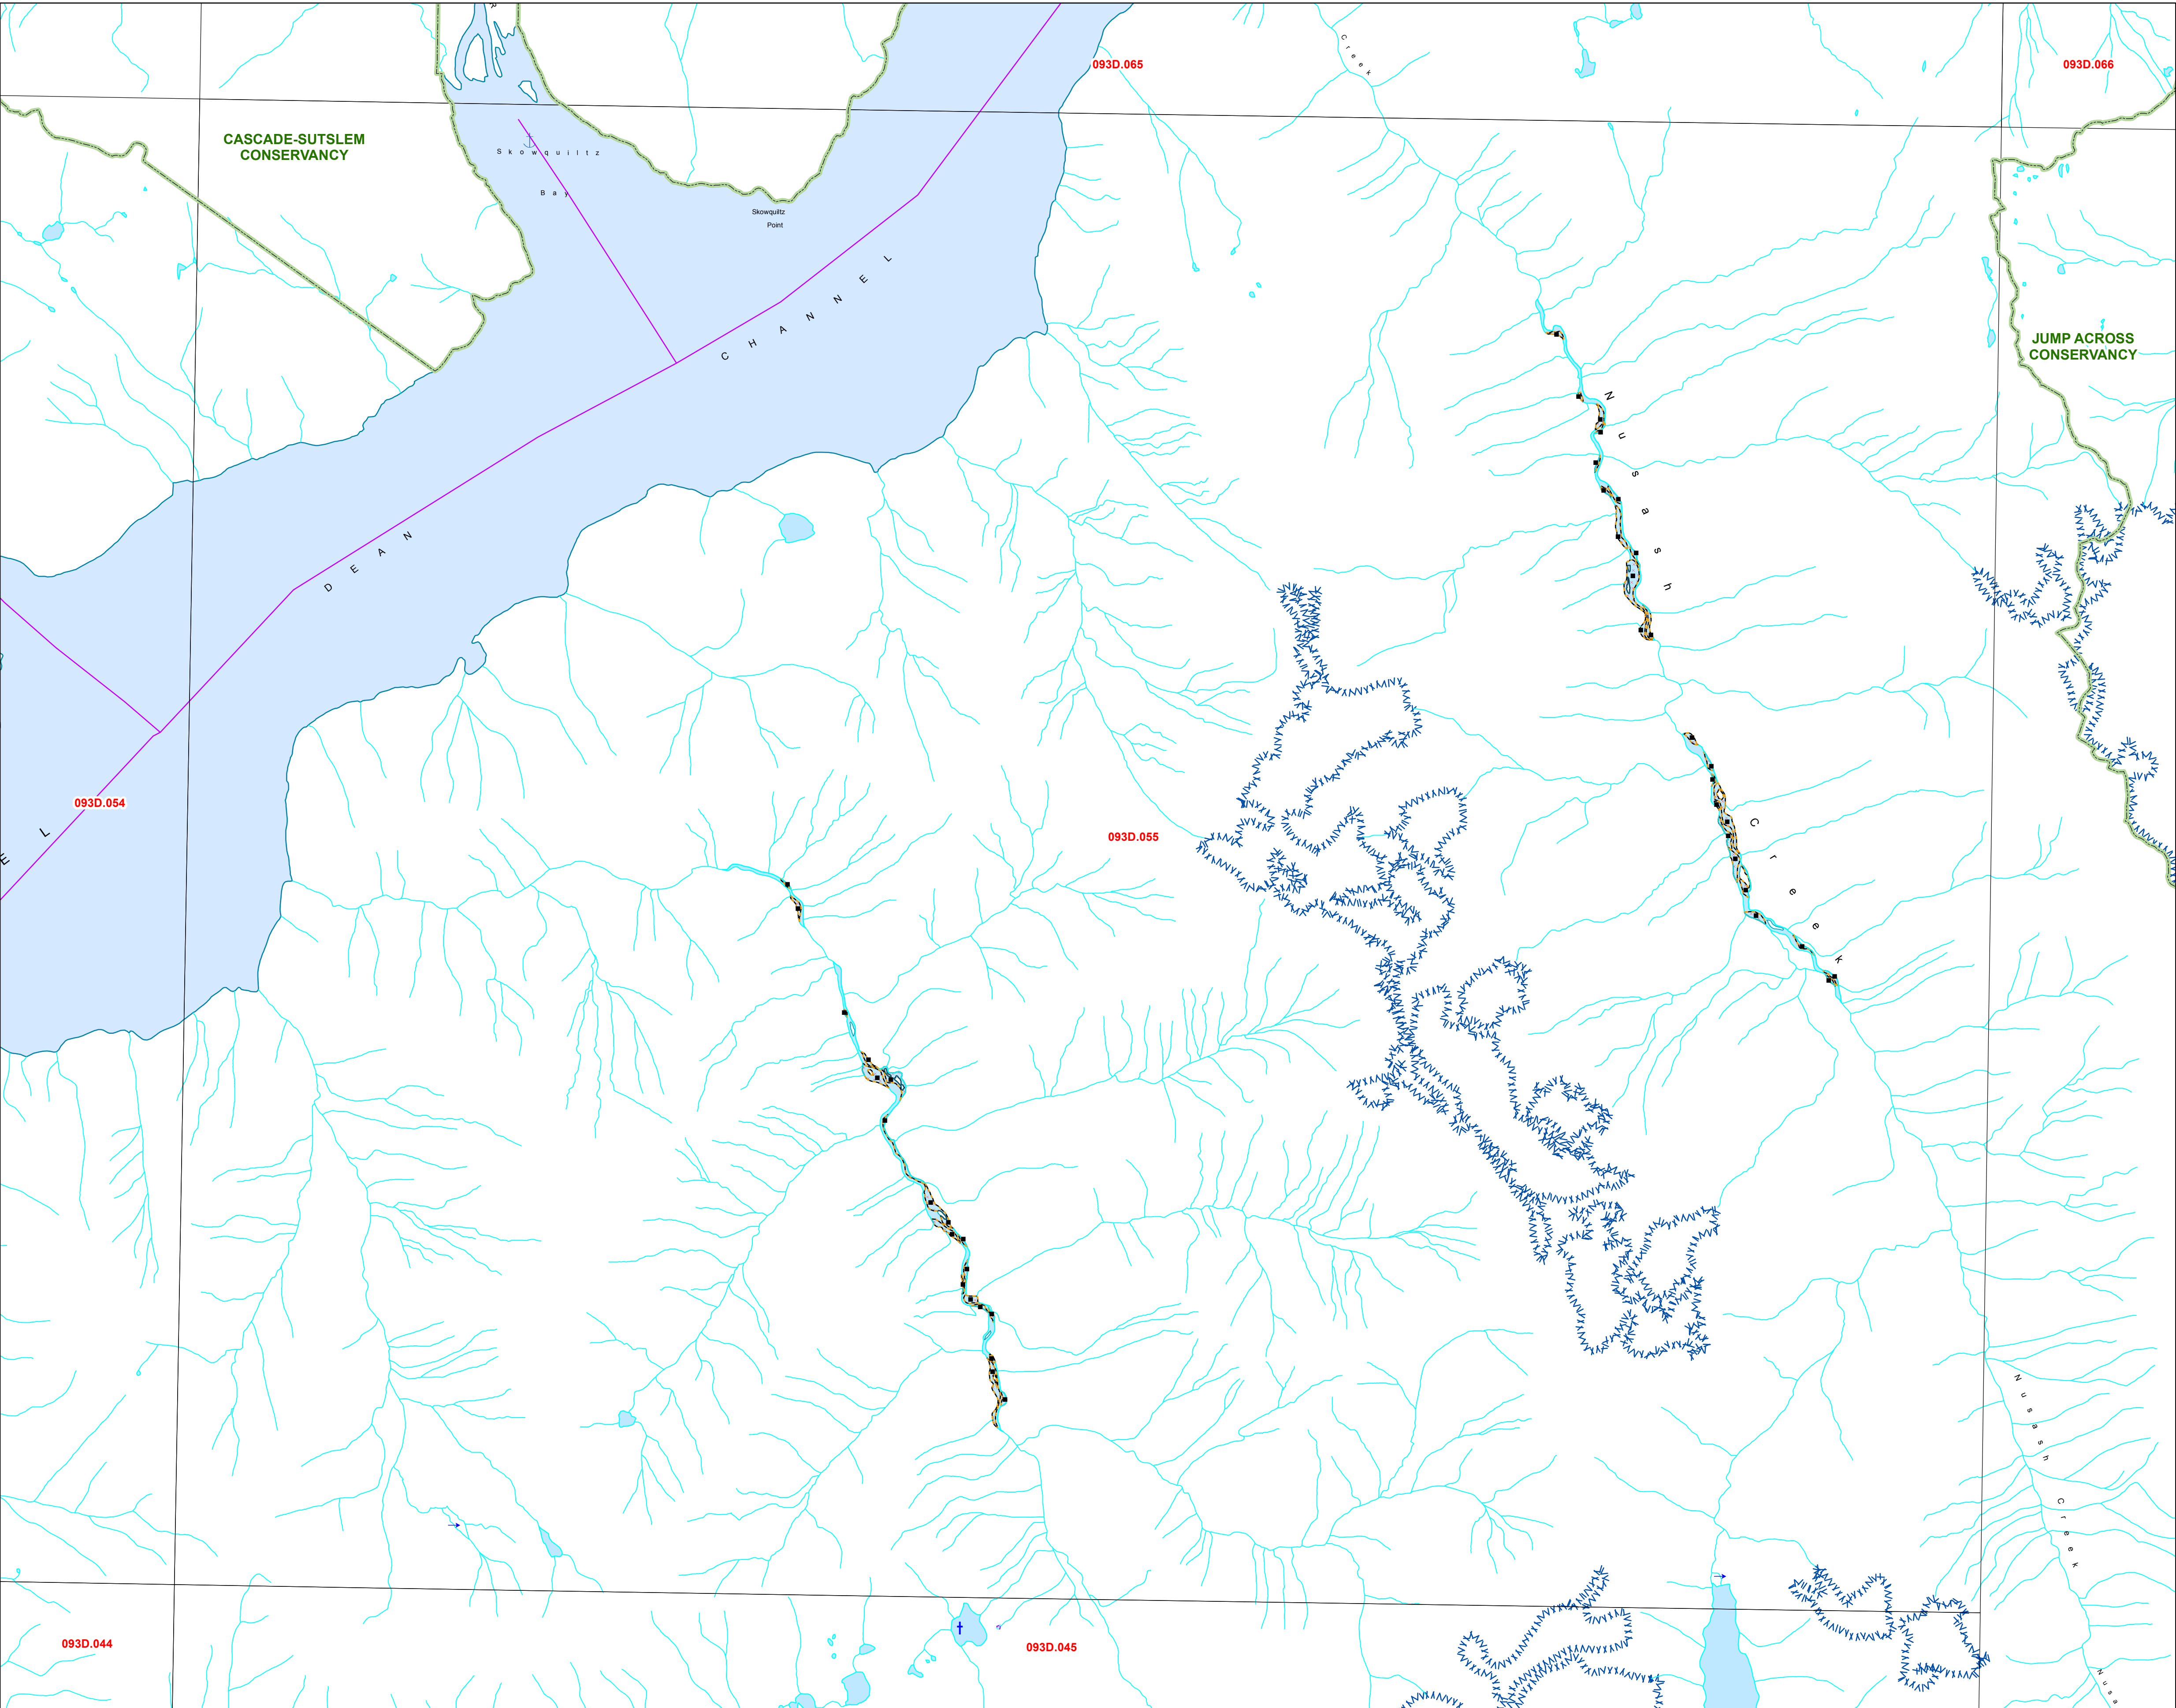 R
Creek
093D.065
093D.066
CASCADE-SUTSLEM
CONSERVANCY
Skowquiltz
Bay
Skowquiltz
Point
CHANNEL
JUMP ACROSS
CONSERVANCY
Nusash
DEAN
093D.054
E L
093D.055
Creek
Nusash
Creek
093D.044
093D.045
Nusa